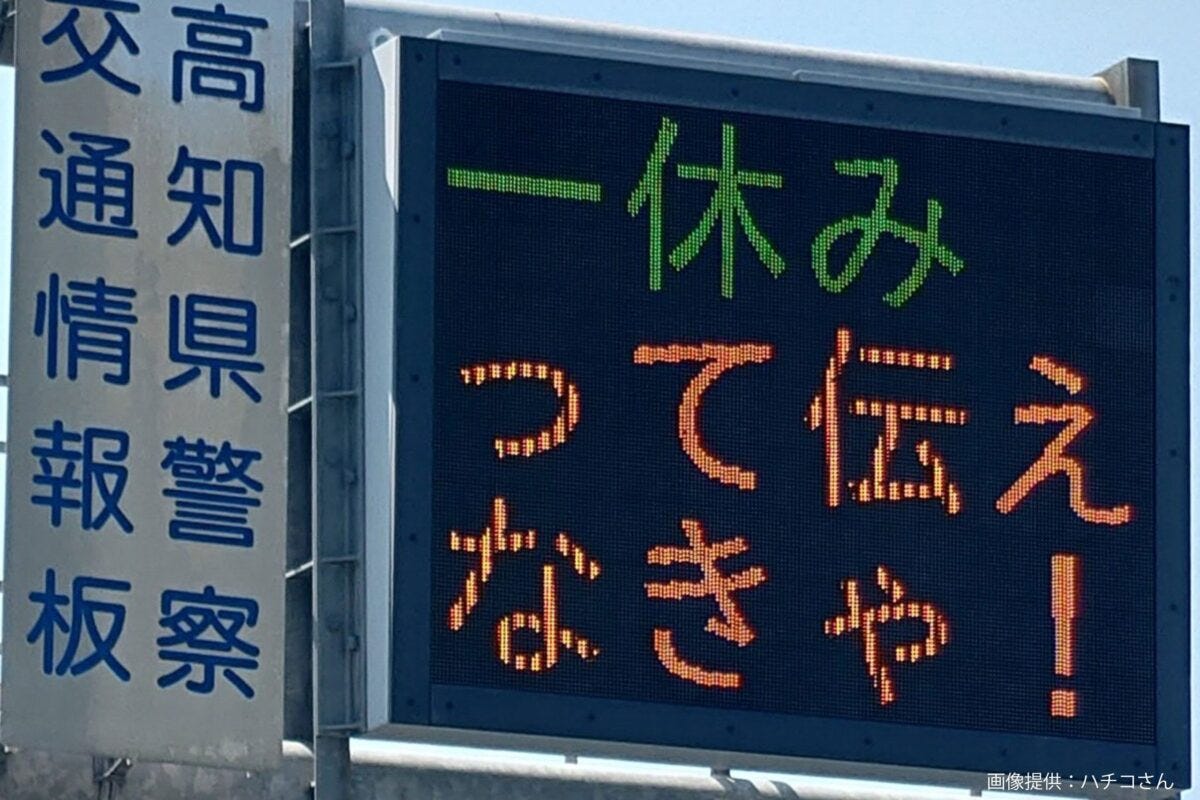 高知県警察
交通情報板
一休み
って伝え
なきゃ!
画像提供:ハチコさん